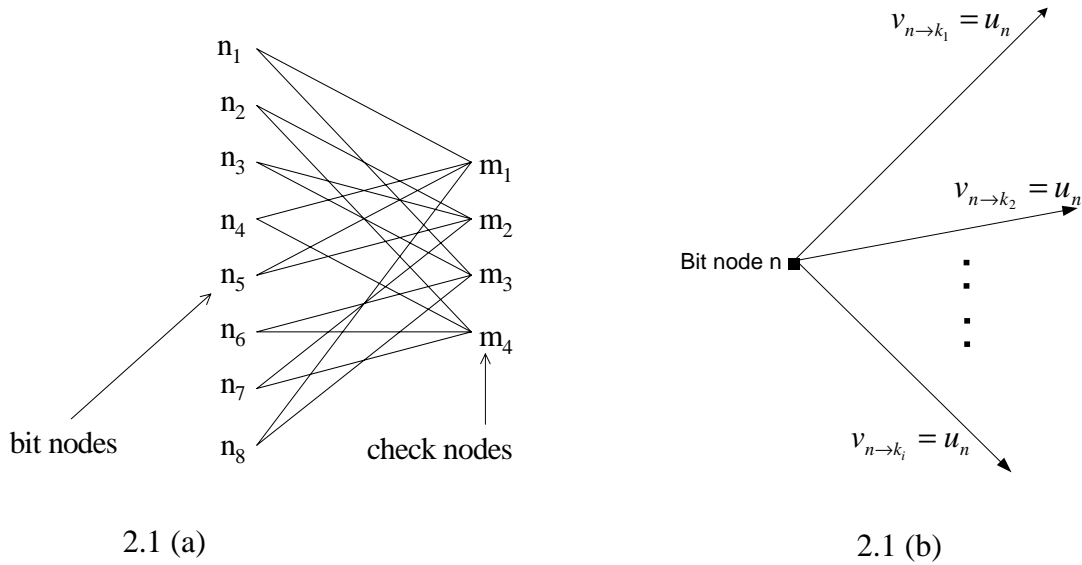 n₁
n₂
n₃
n₄
n₅
n₆
n₇
n₈
m₁
m₂
m₃
m₄
bit nodes
check nodes
2.1 (a)
v_{n→k₁} = u_n
v_{n→k₂} = u_n
Bit node n
v_{n→k_i} = u_n
2.1 (b)